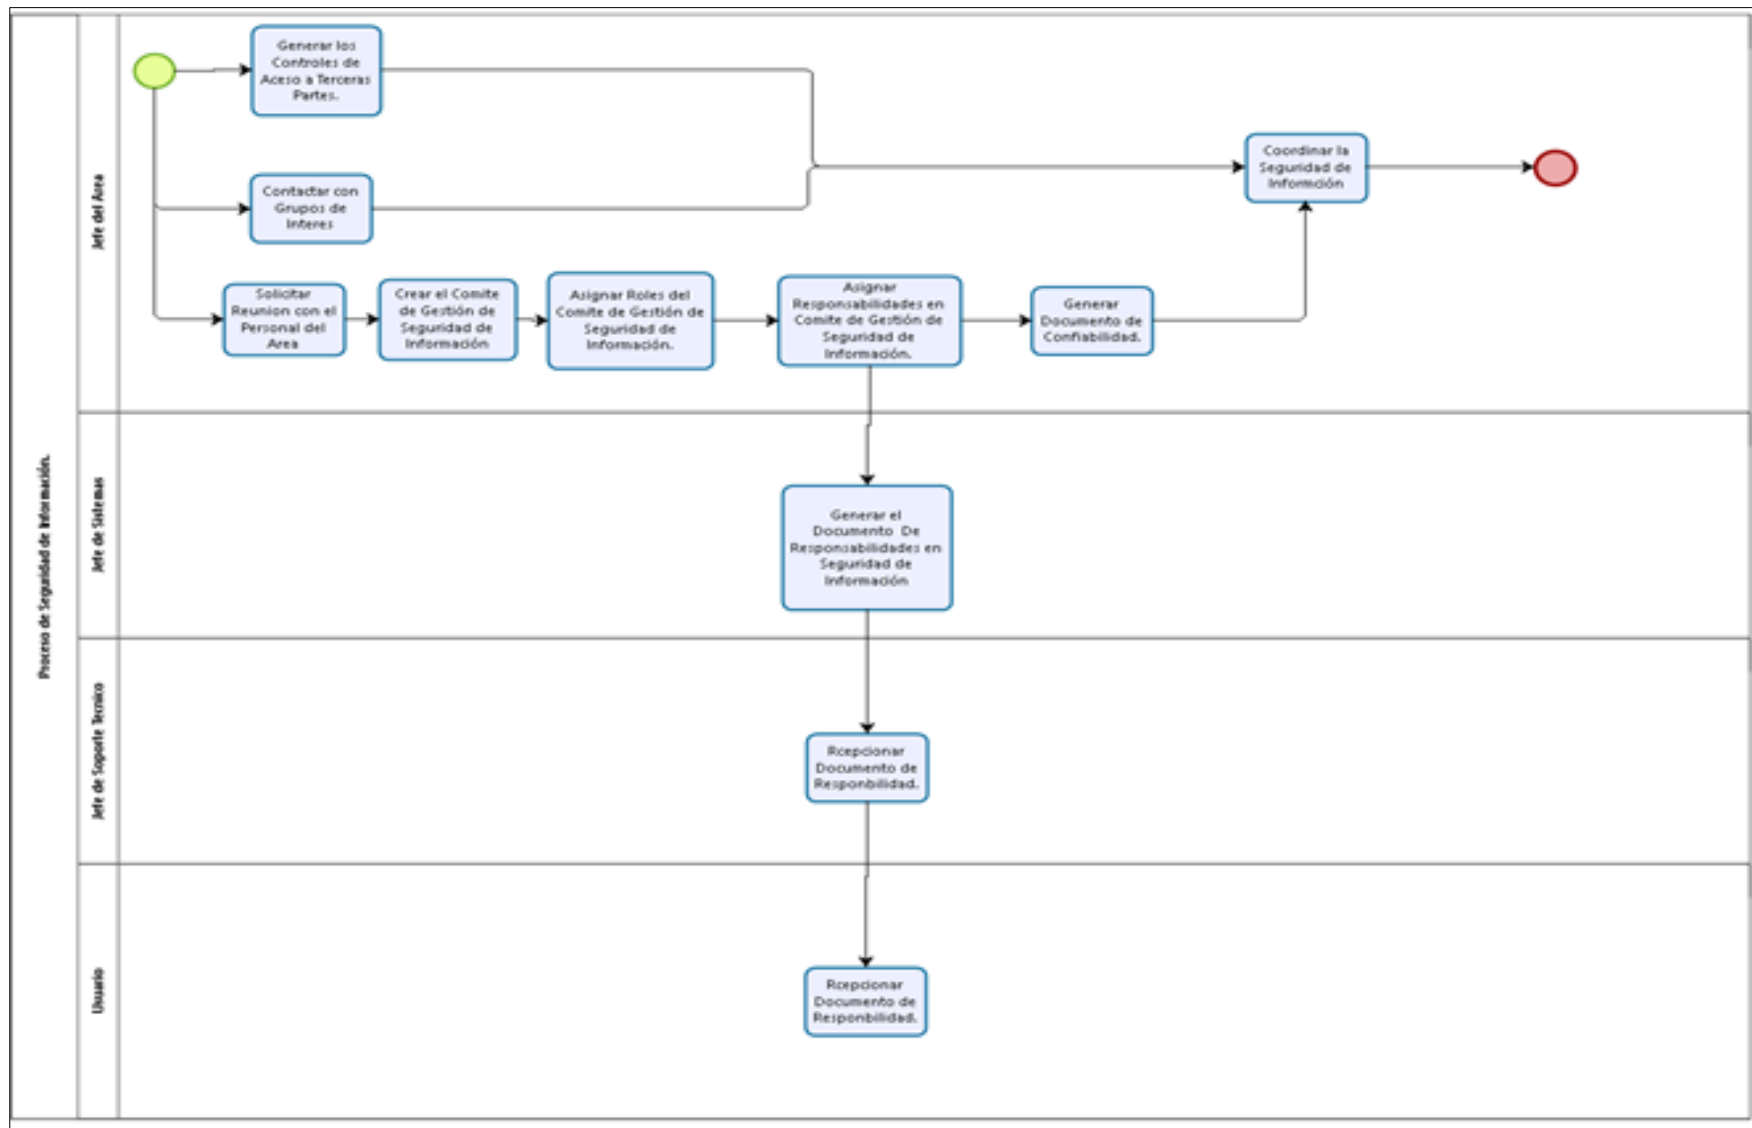 Proceso de Seguridad de Información.
Jefe del Area
Generar los
Controles de
Aceso a Terceras
Partes.
Contactar con
Grupos de
Interes
Solicitar
Reunion con el
Personal del
Area
Crear el Comite
de Gestión de
Seguridad de
Información
Asignar Roles del
Comite de Gestión de
Seguridad de
Información.
Asignar
Responsabilidades en
Comite de Gestión de
Seguridad de
Información.
Generar
Documento de
Confiabilidad.
Coordinar la
Seguridad de
Informción
Jefe de Sistemas
Generar el
Documento De
Responsabilidades en
Seguridad de
Información
Jefe de Soporte Tecnico
Rcepcionar
Documento de
Responbilidad.
Usuario
Rcepcionar
Documento de
Responbilidad.